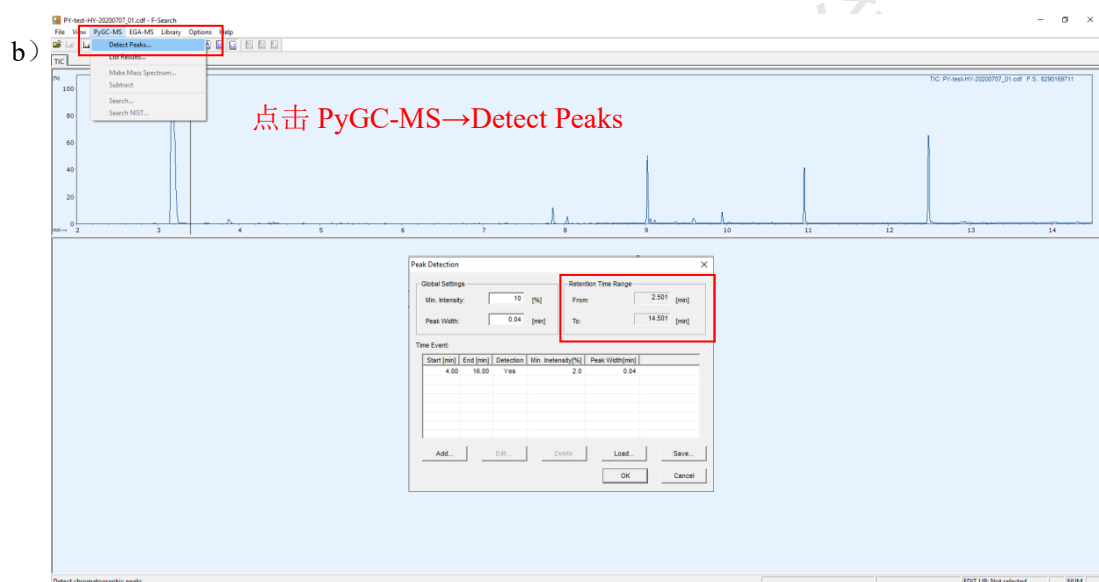 PY-test-HY-20200707_01.cdf - F-Search
File View PyGC-MS EGA-MS Library Options Help
b)
Detect Peaks...
TIC
List Results...
Make Mass Spectrum...
Subtract
Search...
Search NIST...
[%]
TIC: PY-test-HY-20200707_01.cdf F.S. 6290169711
点击 PyGC-MS→Detect Peaks
100
80
60
40
20
0
2 3 4 5 6 7 8 9 10 11 12 13 14
Peak Detection
Global Settings
Retention Time Range
Min. Intensity: 10 [%]
From: 2.501 [min]
Peak Width: 0.04 [min]
To: 14.501 [min]
Time Event:
Start [min] End [min] Detection Min. Inetensity[%] Peak Width[min]
4.00 16.00 Yes 2.0 0.04
Add... Edit... Delete Load... Save...
OK Cancel
Detect chromatographic peaks
EDIT LIB: Not selected NUM